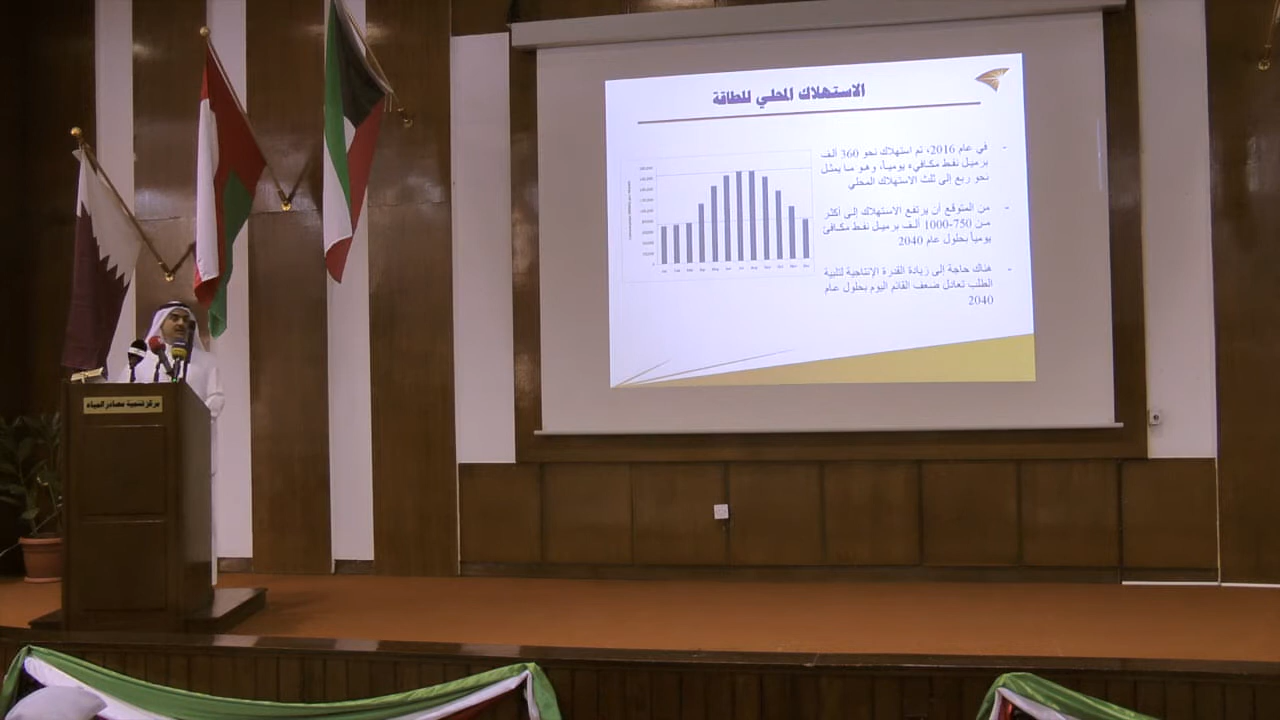 الاستهلاك المحلي للطاقة
- في عام 2016، تم استهلاك نحو 360 ألف
برميل نفط مكافيء يومياً، وهو ما يمثل
نحو ربع إلى ثلث الاستهلاك المحلي
- من المتوقع أن يرتفع الاستهلاك إلى أكثر
من 750-1000 ألف برميل نفط مكافئ
يومياً بحلول عام 2040
- هناك حاجة إلى زيادة القدرة الإنتاجية لتلبية
الطلب تعادل ضعف القائم اليوم بحلول عام
2040
مركز تنمية مصادر المياه